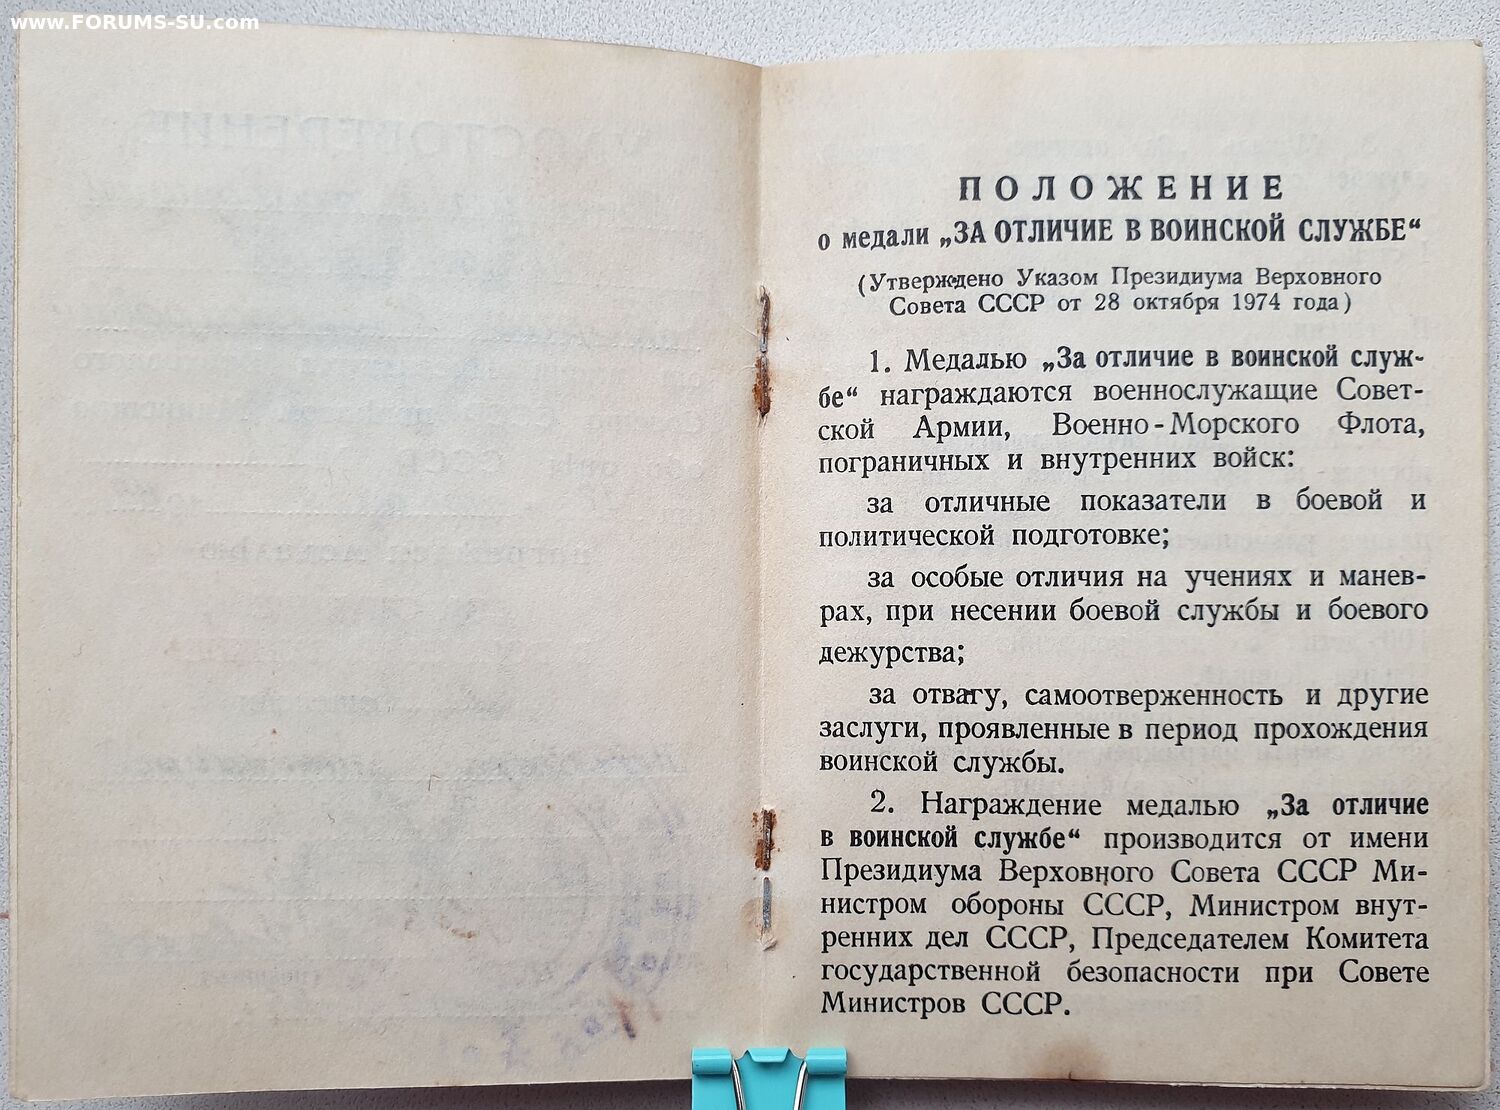 www.FORUMS-SU.com
ПОЛОЖЕНИЕ
о медали „ЗА ОТЛИЧИЕ В ВОИНСКОЙ СЛУЖБЕ“
(Утверждено Указом Президиума Верховного
Совета СССР от 28 октября 1974 года)
1. Медалью „За отличие в воинской служ-
бе“ награждаются военнослужащие Совет-
ской Армии, Военно-Морского Флота,
пограничных и внутренних войск:
за отличные показатели в боевой и
политической подготовке;
за особые отличия на учениях и манев-
рах, при несении боевой службы и боевого
дежурства;
за отвагу, самоотверженность и другие
заслуги, проявленные в период прохождения
воинской службы.
2. Награждение медалью „За отличие
в воинской службе“ производится от имени
Президиума Верховного Совета СССР Ми-
нистром обороны СССР, Министром внут-
ренних дел СССР, Председателем Комитета
государственной безопасности при Совете
Министров СССР.